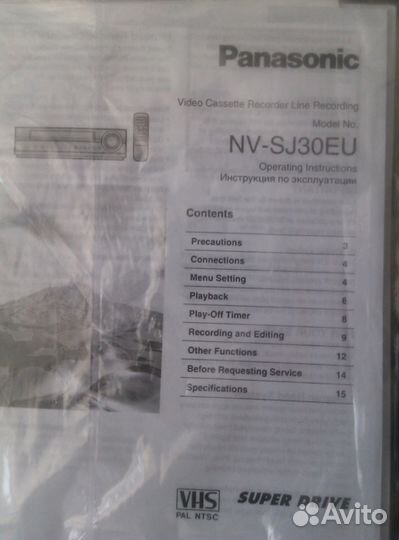 Panasonic
Video Cassette Recorder Line Recording
Model No.
NV-SJ30EU
Operating Instructions
Инструкция по эксплуатации
Contents
Precautions 3
Connections 4
Menu Setting 4
Playback 6
Play-Off Timer 8
Recording and Editing 9
Other Functions 12
Before Requesting Service 14
Specifications 15
VHS
PAL NTSC
SUPER DRIVE
Avito